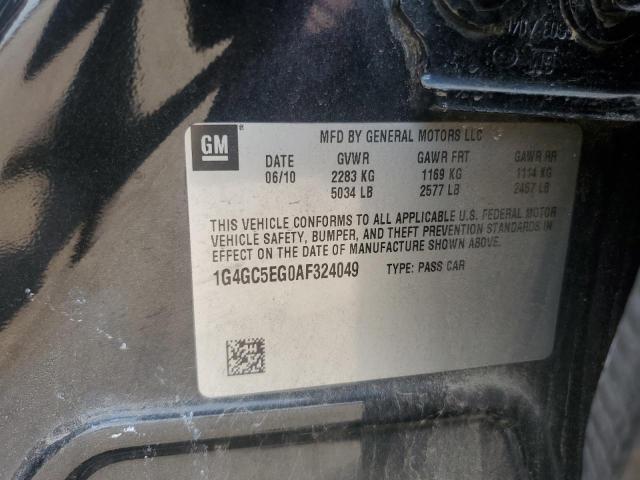 GM
MFD BY GENERAL MOTORS LLC
DATE GVWR GAWR FRT GAWR RR
06/10 2283 KG 1169 KG 1114 KG
5034 LB 2577 LB 2457 LB
THIS VEHICLE CONFORMS TO ALL APPLICABLE U.S. FEDERAL MOTOR
VEHICLE SAFETY, BUMPER, AND THEFT PREVENTION STANDARDS IN
EFFECT ON THE DATE OF MANUFACTURE SHOWN ABOVE.
1G4GC5EG0AF324049 TYPE: PASS CAR